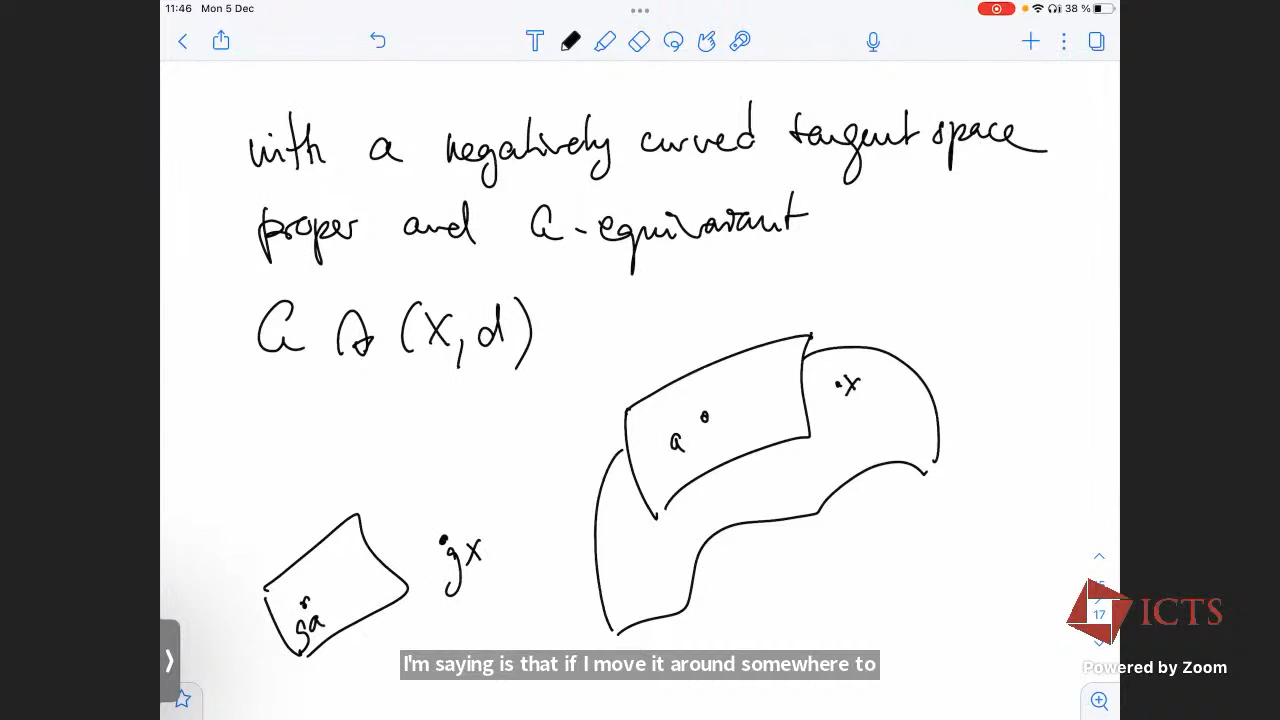 11:46 Mon 5 Dec
38 %
with a negatively curved tangent space
proper and G-equivariant
G ↷ (X, d)
x
a
gx
ga
17
ICTS
Powered by Zoom
I'm saying is that if I move it around somewhere to